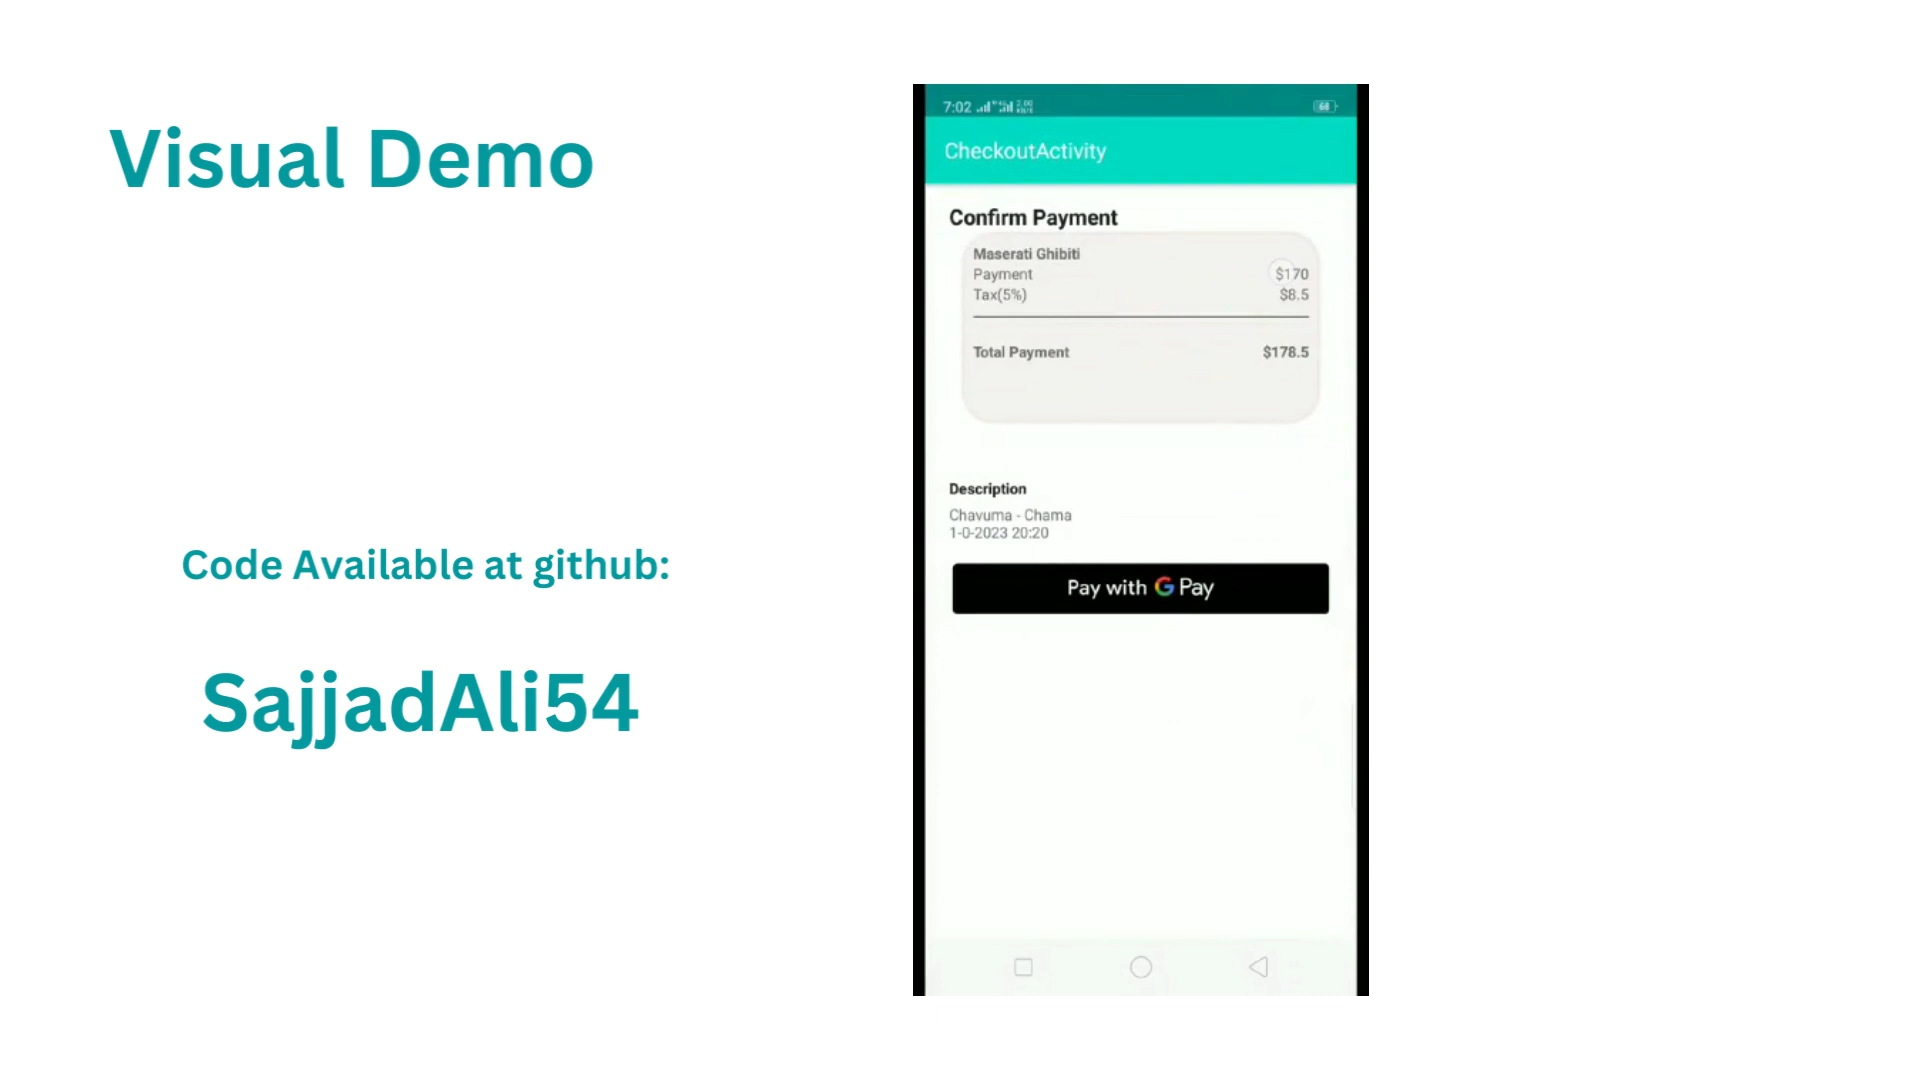 Visual Demo
Code Available at github:
SajjadAli54
7:02
68
CheckoutActivity
Confirm Payment
Maserati Ghibiti
Payment $170
Tax(5%) $8.5
Total Payment $178.5
Description
Chavuma - Chama
1-0-2023 20:20
Pay with G Pay